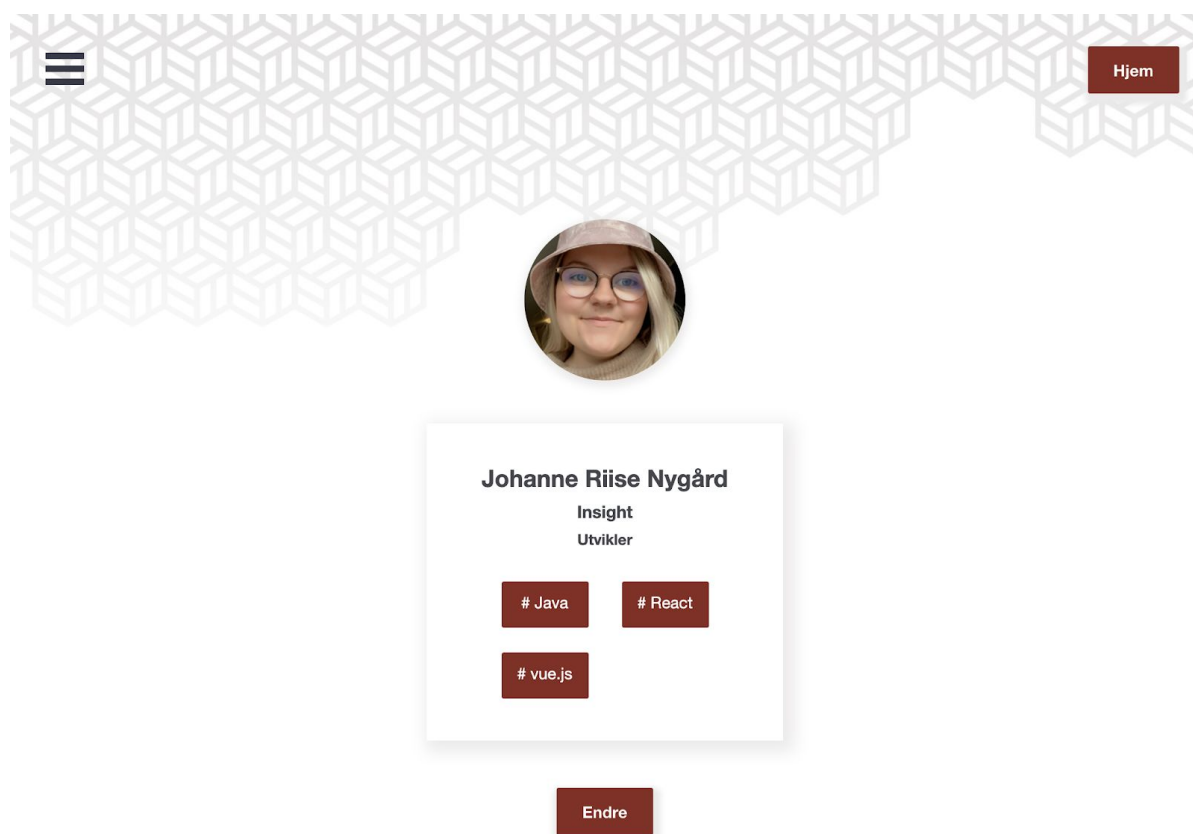 Hjem
Johanne Riise Nygård
Insight
Utvikler
# Java # React
# vue.js
Endre